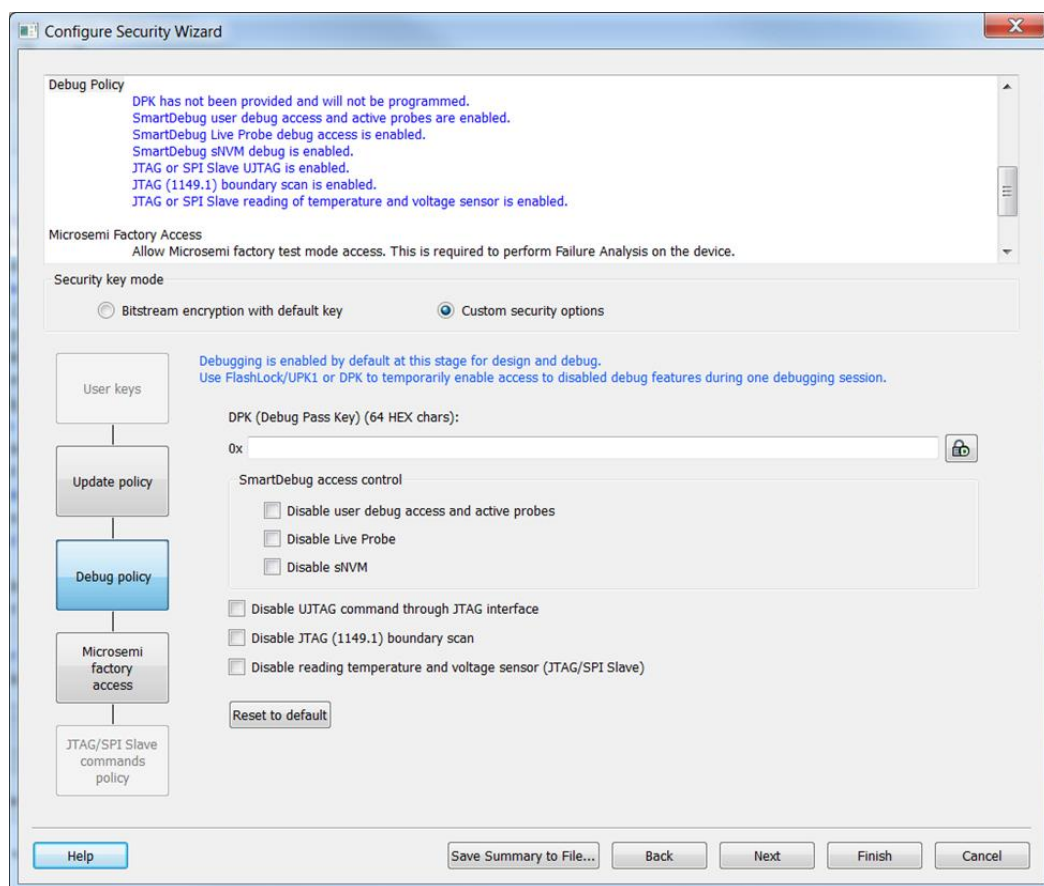 Configure Security Wizard
Debug Policy
DPK has not been provided and will not be programmed.
SmartDebug user debug access and active probes are enabled.
SmartDebug Live Probe debug access is enabled.
SmartDebug sNVM debug is enabled.
JTAG or SPI Slave UJTAG is enabled.
JTAG (1149.1) boundary scan is enabled.
JTAG or SPI Slave reading of temperature and voltage sensor is enabled.
Microsemi Factory Access
Allow Microsemi factory test mode access. This is required to perform Failure Analysis on the device.
Security key mode
Bitstream encryption with default key
Custom security options
User keys
Update policy
Debug policy
Microsemi
factory
access
JTAG/SPI Slave
commands
policy
Debugging is enabled by default at this stage for design and debug.
Use FlashLock/UPK1 or DPK to temporarily enable access to disabled debug features during one debugging session.
DPK (Debug Pass Key) (64 HEX chars):
0x
SmartDebug access control
Disable user debug access and active probes
Disable Live Probe
Disable sNVM
Disable UJTAG command through JTAG interface
Disable JTAG (1149.1) boundary scan
Disable reading temperature and voltage sensor (JTAG/SPI Slave)
Reset to default
Help
Save Summary to File...
Back
Next
Finish
Cancel